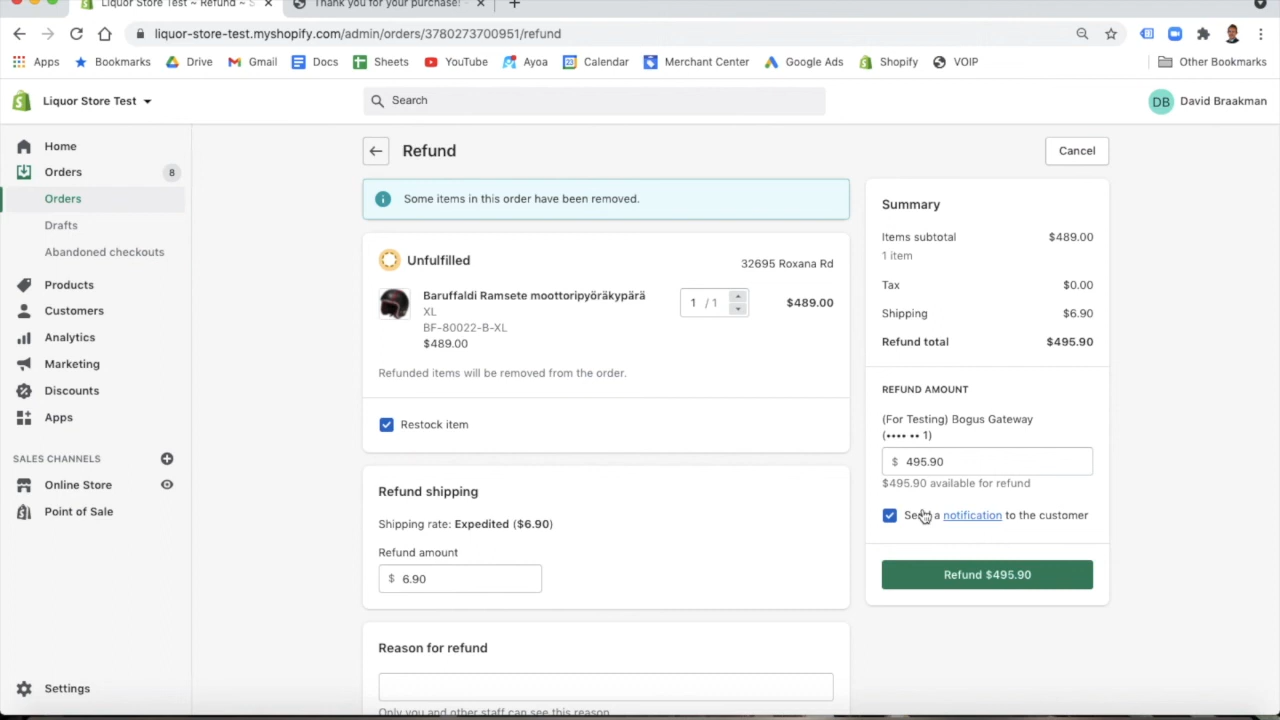 Liquor Store Test ~ Refund ~ S
Thank you for your purchase! -
liquor-store-test.myshopify.com/admin/orders/3780273700951/refund
Apps
Bookmarks
Drive
Gmail
Docs
Sheets
YouTube
Ayoa
Calendar
Merchant Center
Google Ads
Shopify
VOIP
Other Bookmarks
Liquor Store Test
Search
DB
David Braakman
Home
Orders
8
Orders
Drafts
Abandoned checkouts
Products
Customers
Analytics
Marketing
Discounts
Apps
SALES CHANNELS
Online Store
Point of Sale
Settings
Refund
Cancel
Some items in this order have been removed.
Unfulfilled
32695 Roxana Rd
Baruffaldi Ramsete moottoripyöräkypärä
XL
BF-80022-B-XL
$489.00
1 / 1
$489.00
Refunded items will be removed from the order.
Restock item
Refund shipping
Shipping rate: Expedited ($6.90)
Refund amount
$ 6.90
Reason for refund
Only you and other staff can see this reason.
Summary
Items subtotal $489.00
1 item
Tax $0.00
Shipping $6.90
Refund total $495.90
REFUND AMOUNT
(For Testing) Bogus Gateway
(•••• •• 1)
$ 495.90
$495.90 available for refund
Send a notification to the customer
Refund $495.90